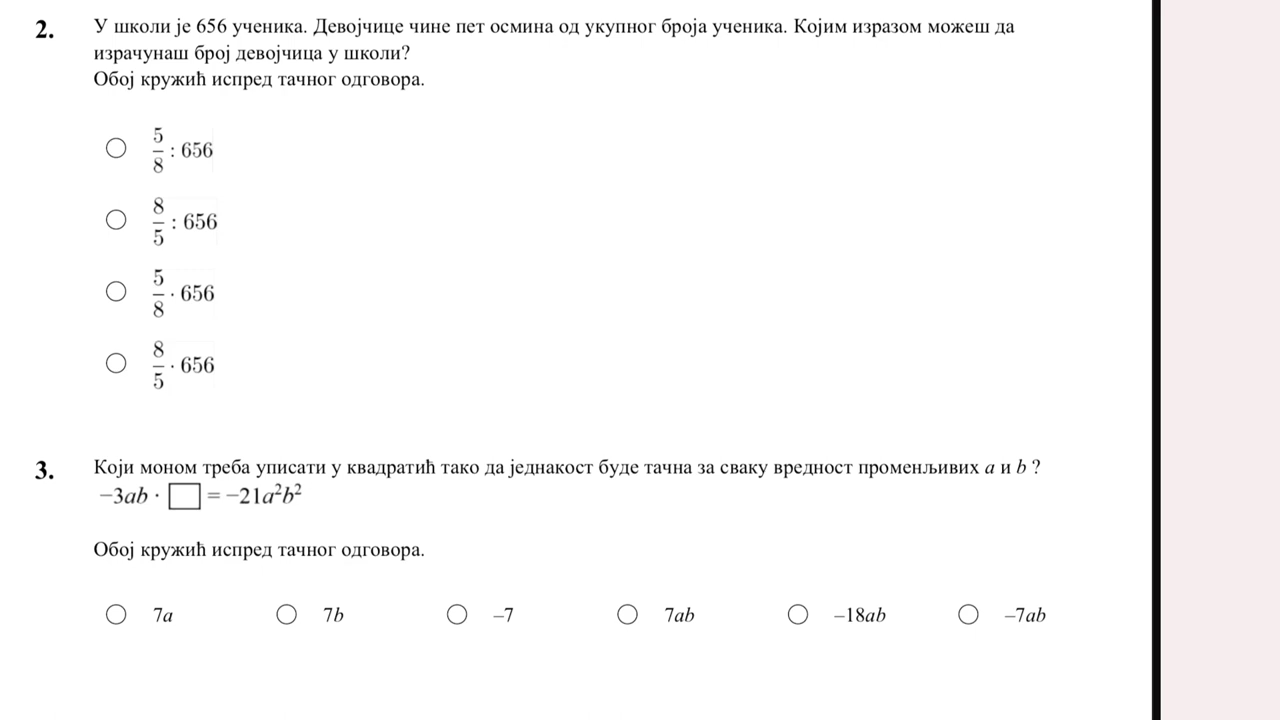 2. У школи је 656 ученика. Девојчице чине пет осмина од укупног броја ученика. Којим изразом можеш да
израчунаш број девојчица у школи?
Обој кружић испред тачног одговора.
5/8 : 656
8/5 : 656
5/8 · 656
8/5 · 656
3. Који моном треба уписати у квадратић тако да једнакост буде тачна за сваку вредност променљивих a и b ?
−3ab · □ = −21a²b²
Обој кружић испред тачног одговора.
7a 7b –7 7ab –18ab –7ab